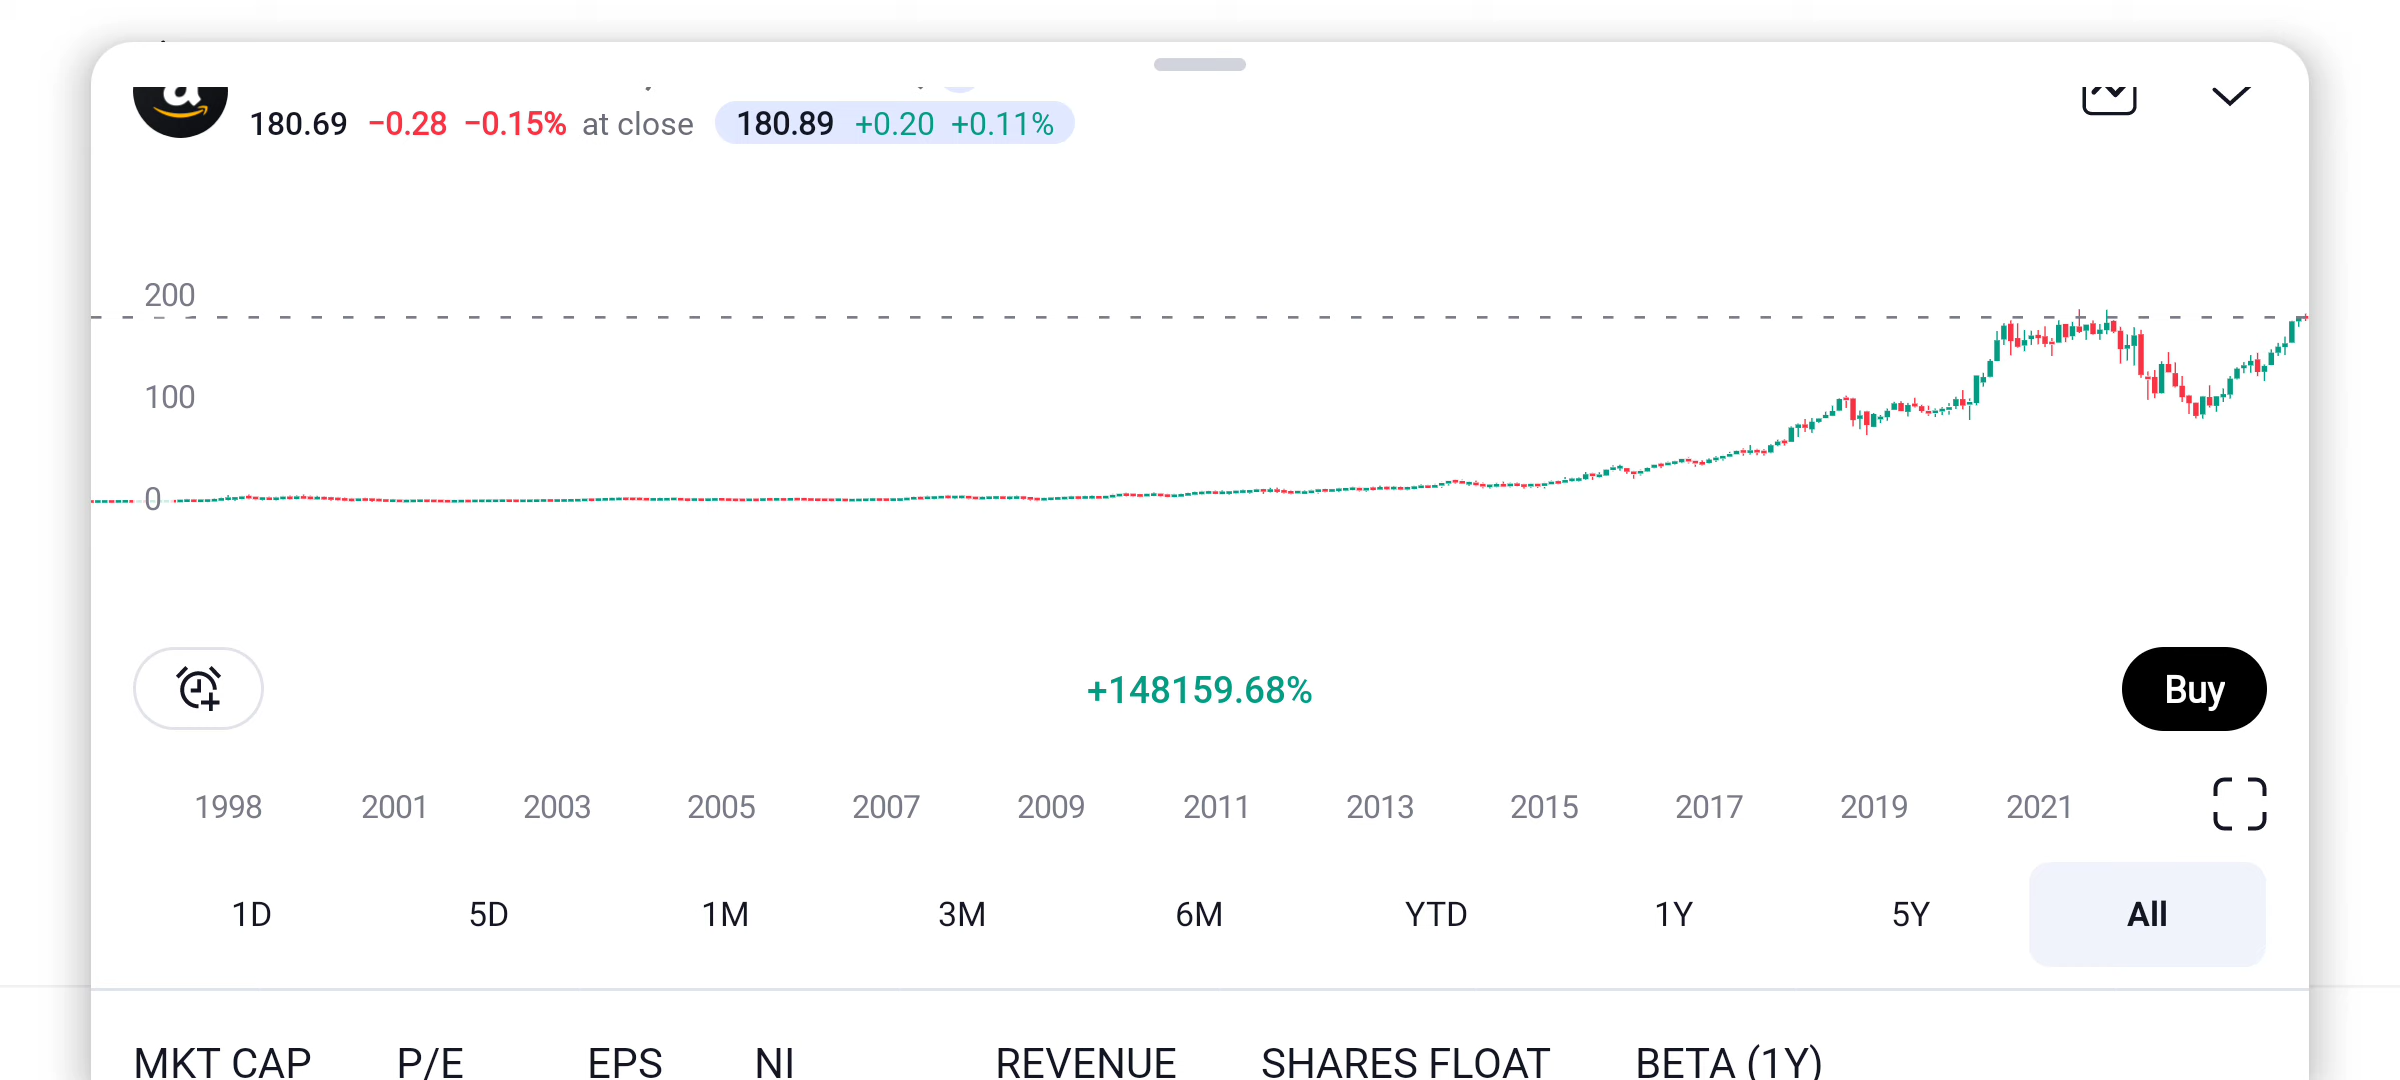 180.69 −0.28 −0.15% at close 180.89 +0.20 +0.11%
200
100
0
+148159.68%
Buy
1998 2001 2003 2005 2007 2009 2011 2013 2015 2017 2019 2021
1D 5D 1M 3M 6M YTD 1Y 5Y All
MKT CAP P/E EPS NI REVENUE SHARES FLOAT BETA (1Y)